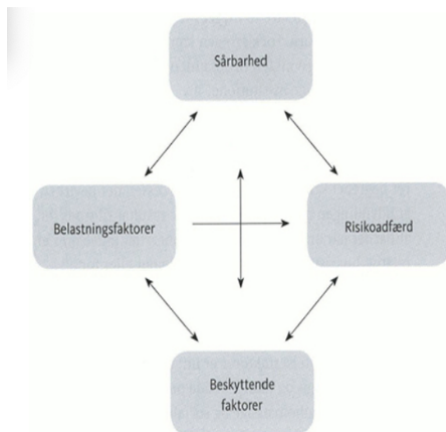 Sårbarhed
Belastningsfaktorer
Risikoadfærd
Beskyttende
faktorer